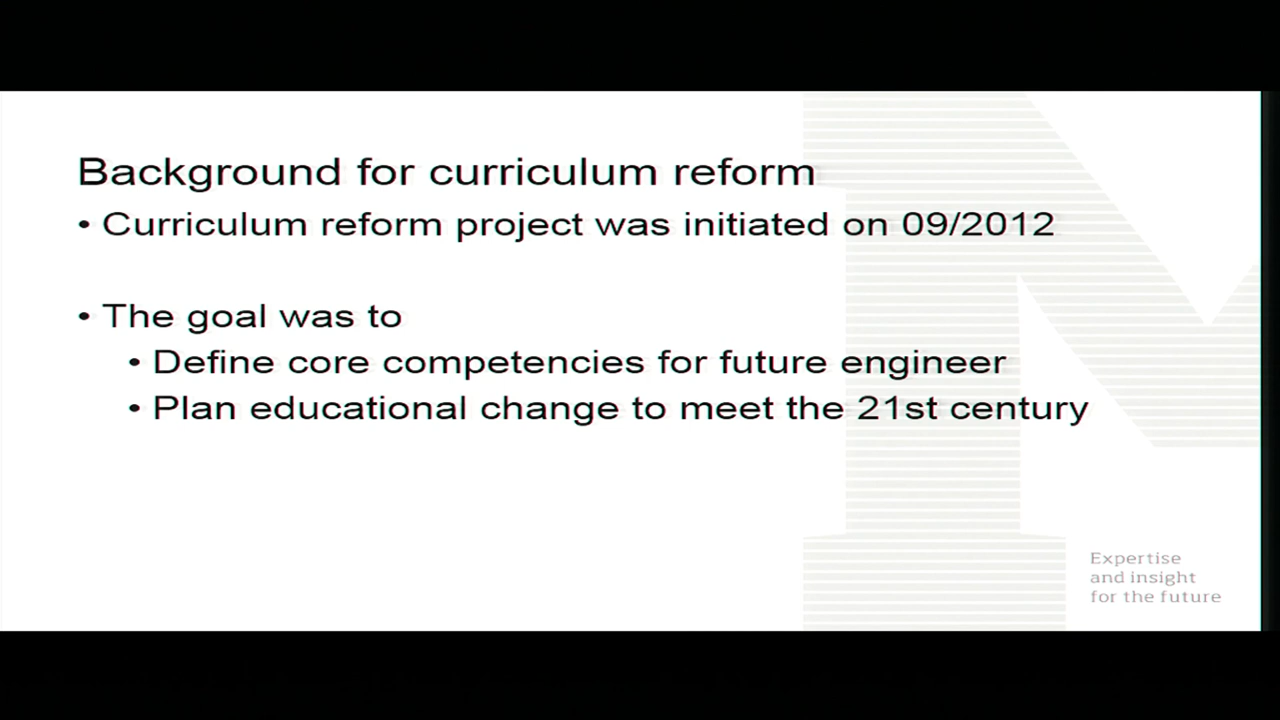 Background for curriculum reform
• Curriculum reform project was initiated on 09/2012
• The goal was to
• Define core competencies for future engineer
• Plan educational change to meet the 21st century
Expertise
and insight
for the future